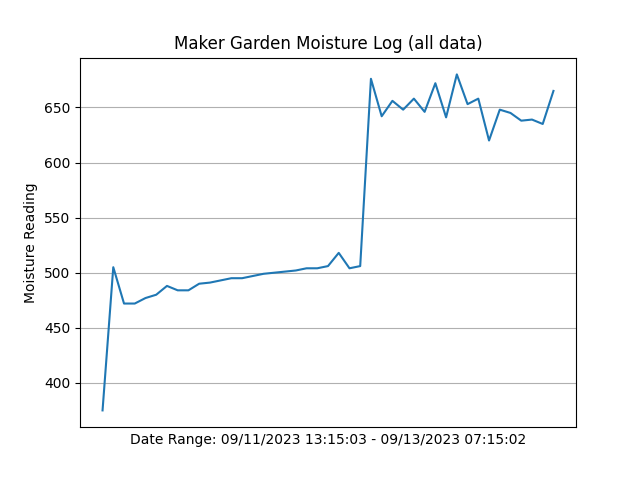 Maker Garden Moisture Log (all data)
Moisture Reading
650
600
550
500
450
400
Date Range: 09/11/2023 13:15:03 - 09/13/2023 07:15:02